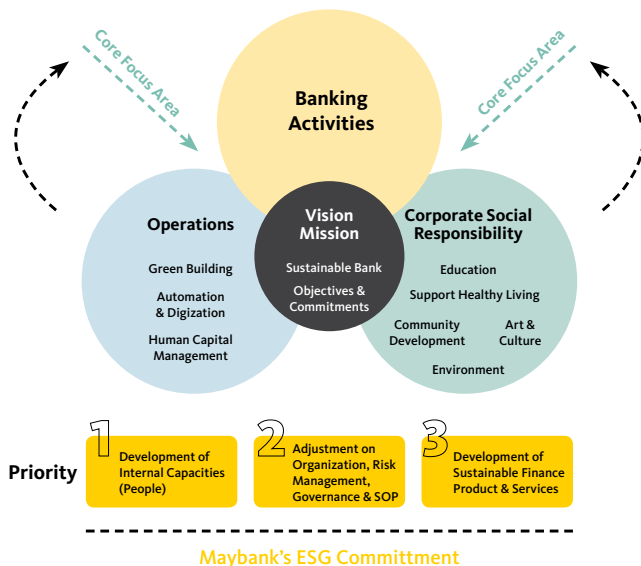 Core Focus Area
Core Focus Area
Banking
Activities
Operations
Green Building
Automation
& Digization
Human Capital
Management
Vision
Mission
Sustainable Bank
Objectives &
Commitments
Corporate Social
Responsibility
Education
Support Healthy Living
Community
Development
Art &
Culture
Environment
Priority
1
Development of
Internal Capacities
(People)
2
Adjustment on
Organization, Risk
Management,
Governance & SOP
3
Development of
Sustainable Finance
Product & Services
Maybank's ESG Committment